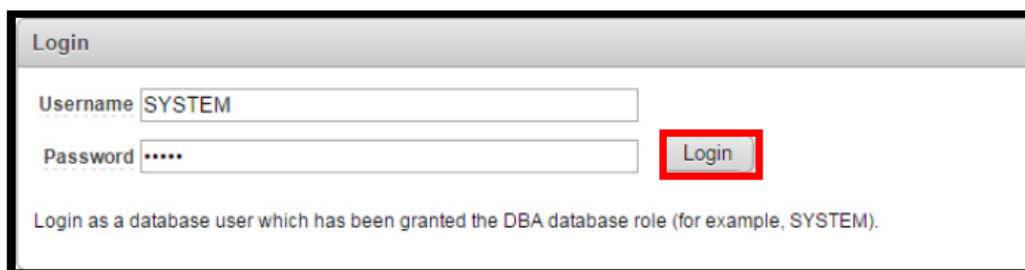 Login
Username SYSTEM
Password •••••
Login
Login as a database user which has been granted the DBA database role (for example, SYSTEM).